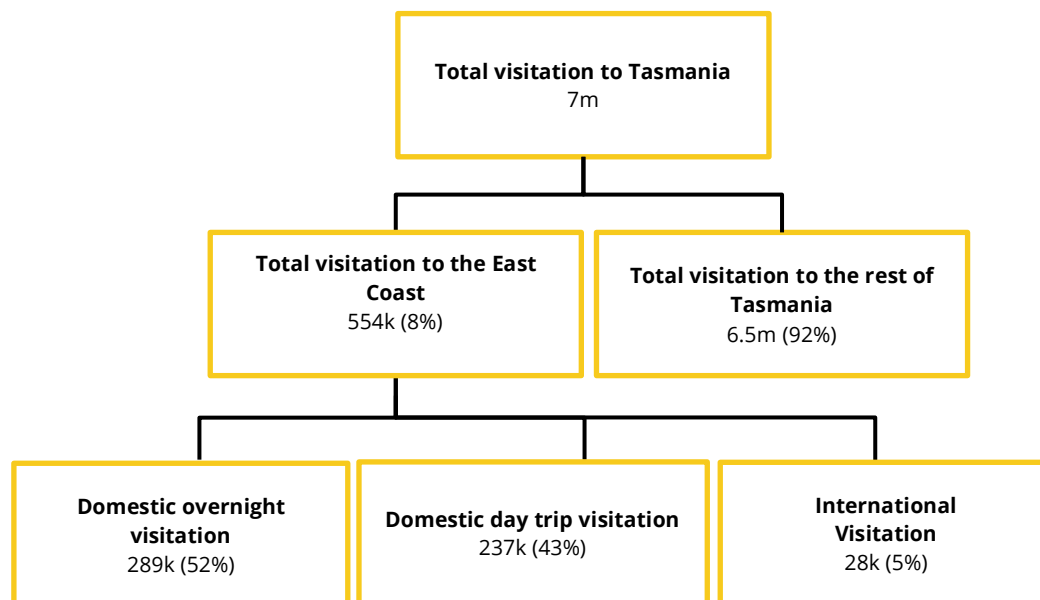 Total visitation to Tasmania
7m
Total visitation to the East
Coast
554k (8%)
Total visitation to the rest of
Tasmania
6.5m (92%)
Domestic overnight
visitation
289k (52%)
Domestic day trip visitation
237k (43%)
International
Visitation
28k (5%)